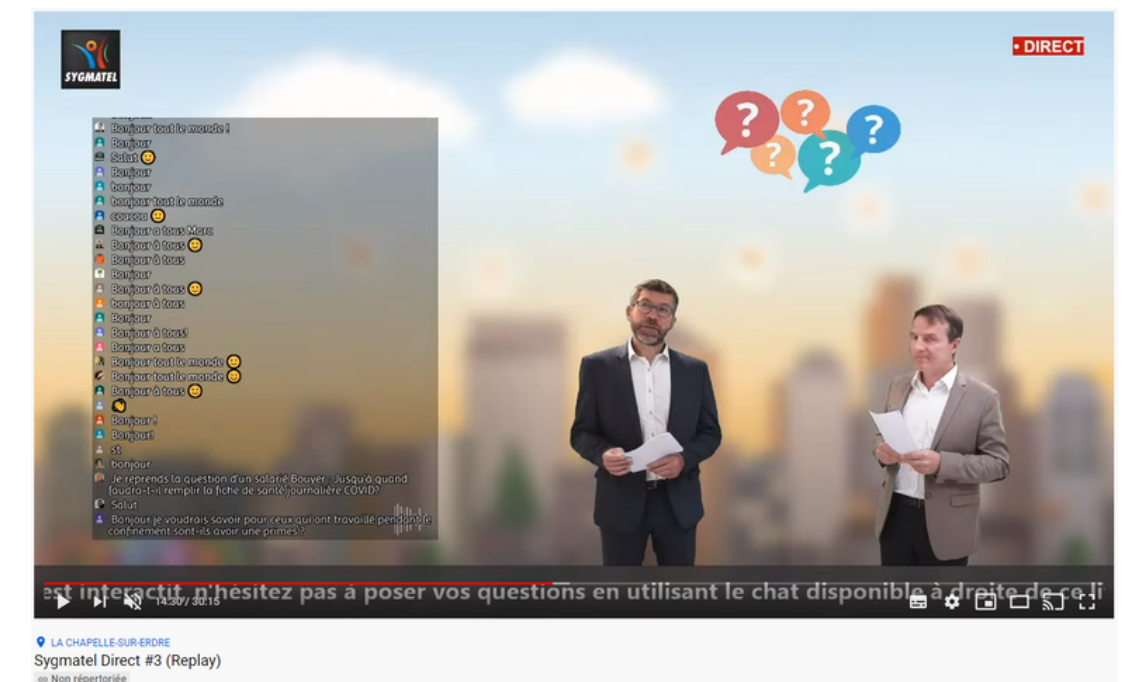 SYGMATEL
• DIRECT
? ? ? ? ?
Bonjour tout le monde !
Bonjour
Salut
Bonjour
bonjour
bonjour tout le monde
coucou
Bonjour a tous Marc
Bonjour à tous
Bonjour à tous
Bonjour
Bonjour à tous
bonjour à tous
Bonjour
Bonjour à tous!
Bonjour a tous
Bonjour tout le monde
Bonjour tout le monde
Bonjour à tous
Bonjour !
Bonjour!
st
bonjour
Je reprends la question d'un salarié Bouyer : Jusqu'à quand
faudra-t-il remplir la fiche de santé journalière COVID?
Salut
Bonjour je voudrais savoir pour ceux qui ont travaillé pendant le
confinement sont-ils avoir une primes ?
est interactif, n'hésitez pas à poser vos questions en utilisant le chat disponible à droite de ce li
14:30 / 30:15
LA CHAPELLE-SUR-ERDRE
Sygmatel Direct #3 (Replay)
Non répertoriée